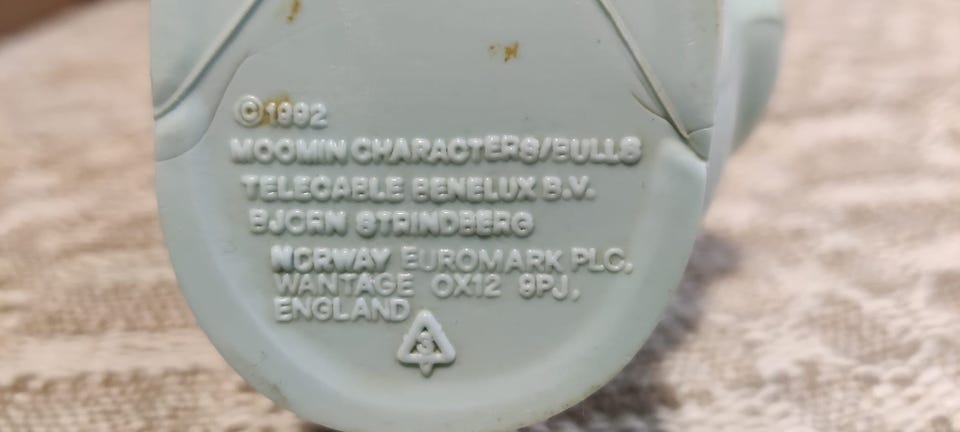 ©1992
MOOMIN CHARACTERS/BULLS
TELECABLE BENELUX B.V.
BJORN STRINDBERG
NORWAY EUROMARK PLC,
WANTAGE OX12 9PJ,
ENGLAND
3